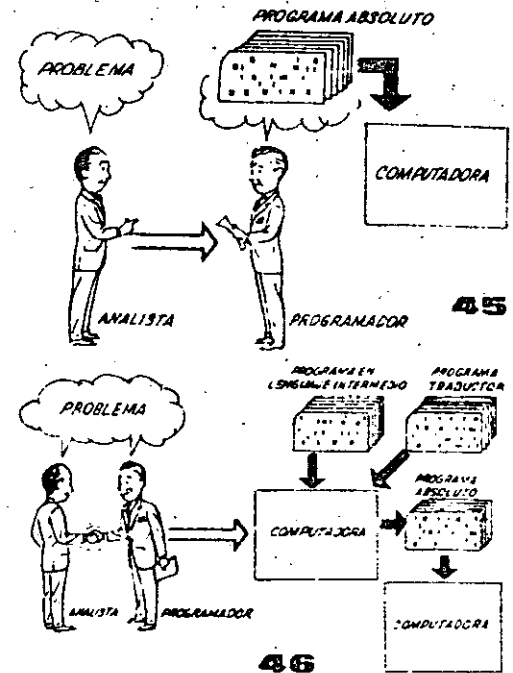 PROGRAMA ABSOLUTO
PROBLEMA
COMPUTADORA
ANALISTA
PROGRAMADOR
45
PROGRAMA EN
LENGUAJE INTERMEDIO
PROGRAMA
TRADUCTOR
PROBLEMA
PROGRAMA
ABSOLUTO
COMPUTADORA
ANALISTA
PROGRAMADOR
COMPUTADORA
46